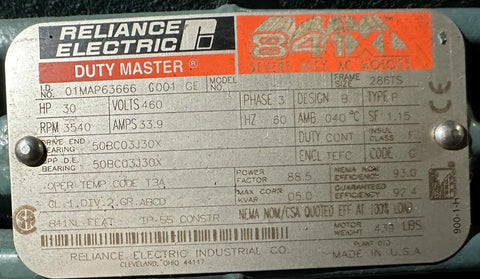 RELIANCE
ELECTRIC
841XL
DUTY MASTER®
SEVERE DUTY AC MOTORS
I.D. NO. 01MAP63666 G001 GE MODEL NO. FRAME SIZE 286TS
HP 30 VOLTS 460 PHASE 3 DESIGN B TYPE P
RPM 3540 AMPS 33.9 HZ 60 AMB 040 °C SF 1.15
DRIVE END BEARING 50BC03J30X DUTY CONT. INSUL. CLASS F
OPP D.E. BEARING 50BC03J30X ENCL TEFC CODE G
OPER TEMP CODE T3A POWER FACTOR 88.5 NEMA NOM. EFFICIENCY 93.0
CL 1,DIV 2,GR ABCD MAX CORR KVAR 05.0 GUARANTEED EFFICIENCY 92.4
841XL FEAT IP-55 CONSTR NEMA NOM/CSA QUOTED EFF AT 100% LOAD
MOTOR WEIGHT LBS
RELIANCE ELECTRIC INDUSTRIAL CO. PLANT
CLEVELAND, OHIO 44117 MADE IN U.S.A.
900-1-H